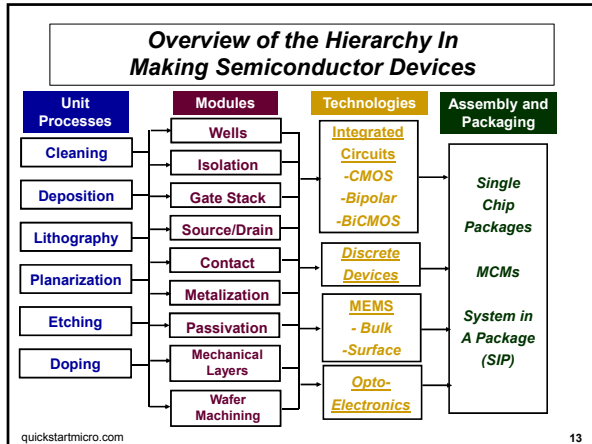 Overview of the Hierarchy In
Making Semiconductor Devices
Unit
Processes
Cleaning
Deposition
Lithography
Planarization
Etching
Doping
Modules
Wells
Isolation
Gate Stack
Source/Drain
Contact
Metalization
Passivation
Mechanical
Layers
Wafer
Machining
Technologies
Integrated
Circuits
-CMOS
-Bipolar
-BiCMOS
Discrete
Devices
MEMS
- Bulk
-Surface
Opto-
Electronics
Assembly and
Packaging
Single
Chip
Packages
MCMs
System in
A Package
(SIP)
quickstartmicro.com
13